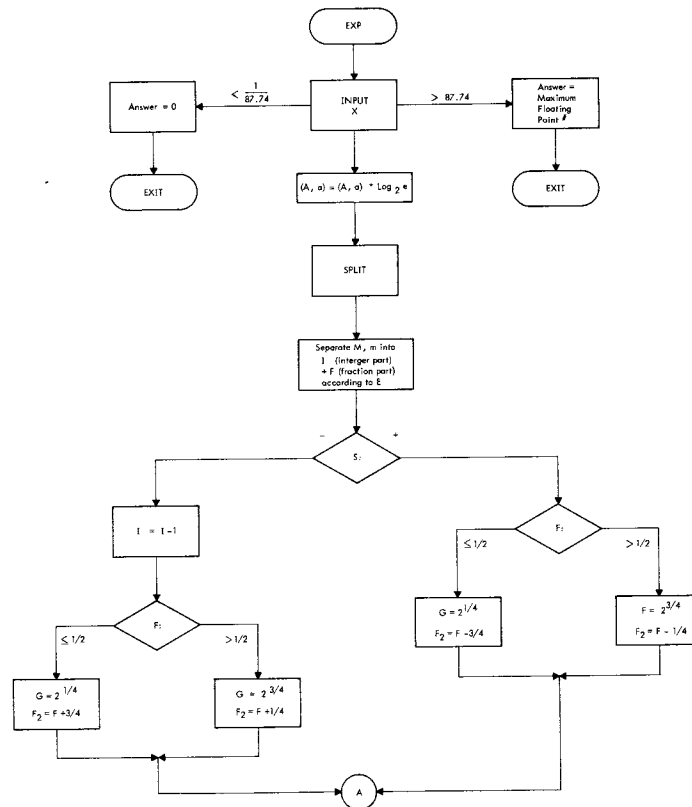 EXP
Answer = 0
< 1/87.74
INPUT
X
> 87.74
Answer =
Maximum
Floating
Point #
EXIT
EXIT
(A, a) = (A, a) * Log 2 e
SPLIT
Separate M, m into
I (interger part)
+ F (fraction part)
according to E
-
+
S:
I = I-1
F:
≤ 1/2
> 1/2
F:
≤ 1/2
> 1/2
G = 2^1/4
F2 = F -3/4
F = 2^3/4
F2 = F - 1/4
G = 2^1/4
F2 = F +3/4
G = 2^3/4
F2 = F +1/4
A